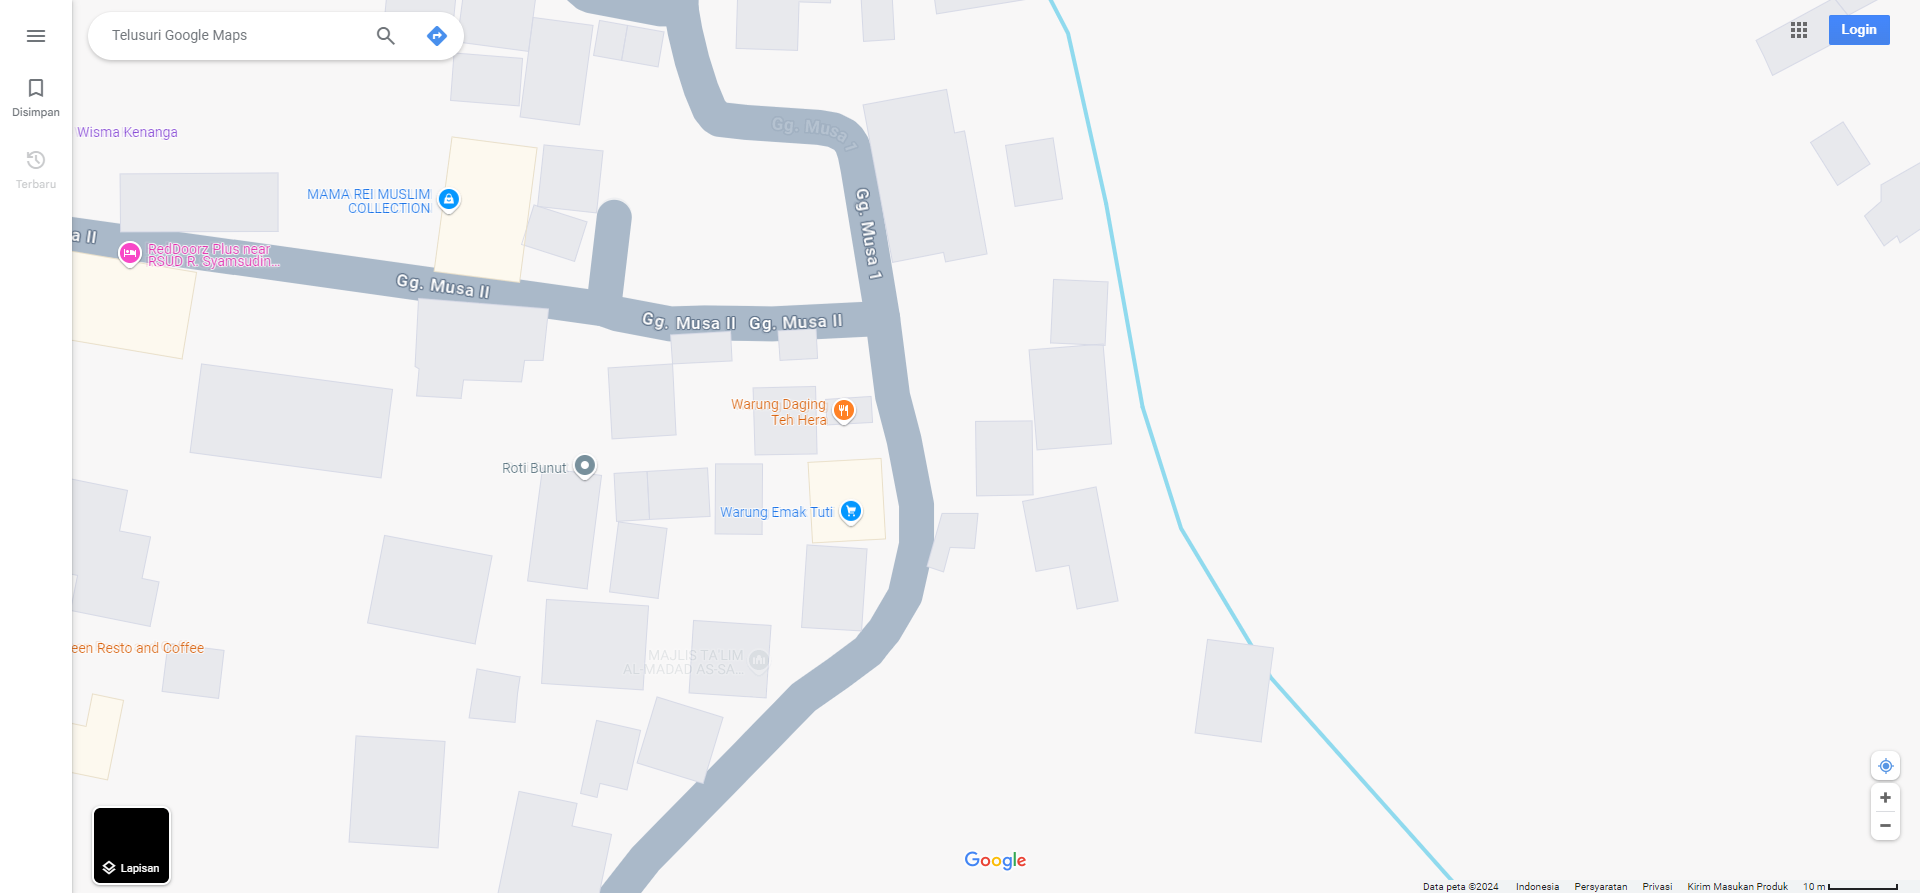 Telusuri Google Maps
Login
Disimpan
Terbaru
Wisma Kenanga
MAMA REI MUSLIM
COLLECTION
Gg. Musa 1
Gg. Musa 1
a II
RedDoorz Plus near
RSUD R. Syamsudin...
Gg. Musa II
Gg. Musa II
Gg. Musa II
Warung Daging
Teh Hera
Roti Bunut
Warung Emak Tuti
een Resto and Coffee
MAJLIS TA'LIM
AL-MADAD AS-SA...
Lapisan
Google
Data peta ©2024
Indonesia
Persyaratan
Privasi
Kirim Masukan Produk
10 m